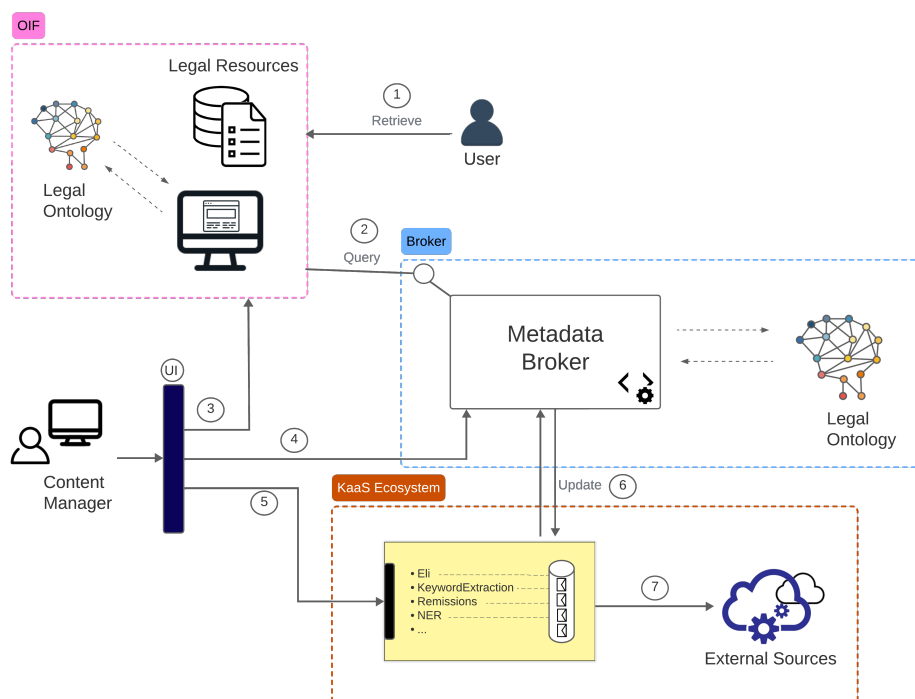 OIF
Legal Resources
1
Retrieve
User
Legal
Ontology
2
Query
Broker
Metadada
Broker
Legal
Ontology
UI
3
4
5
Content
Manager
KaaS Ecosystem
Update 6
• Eli
• KeywordExtraction
• Remissions
• NER
• ...
7
External Sources